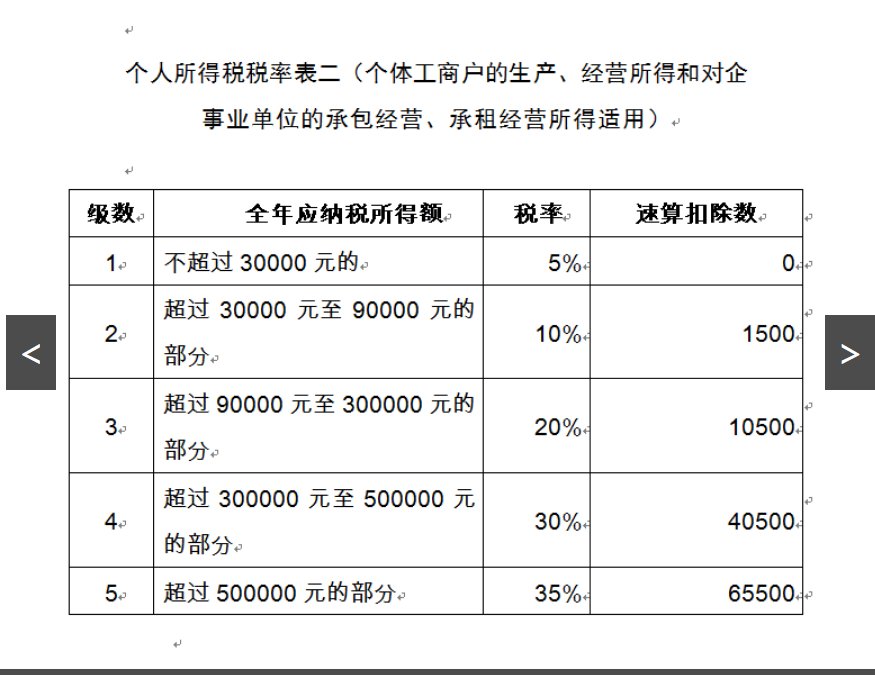 个人所得税税率表二（个体工商户的生产、经营所得和对企
事业单位的承包经营、承租经营所得适用）
级数 全年应纳税所得额 税率 速算扣除数
1 不超过 30000 元的 5% 0
2 超过 30000 元至 90000 元的
部分 10% 1500
3 超过 90000 元至 300000 元的
部分 20% 10500
4 超过 300000 元至 500000 元
的部分 30% 40500
5 超过 500000 元的部分 35% 65500